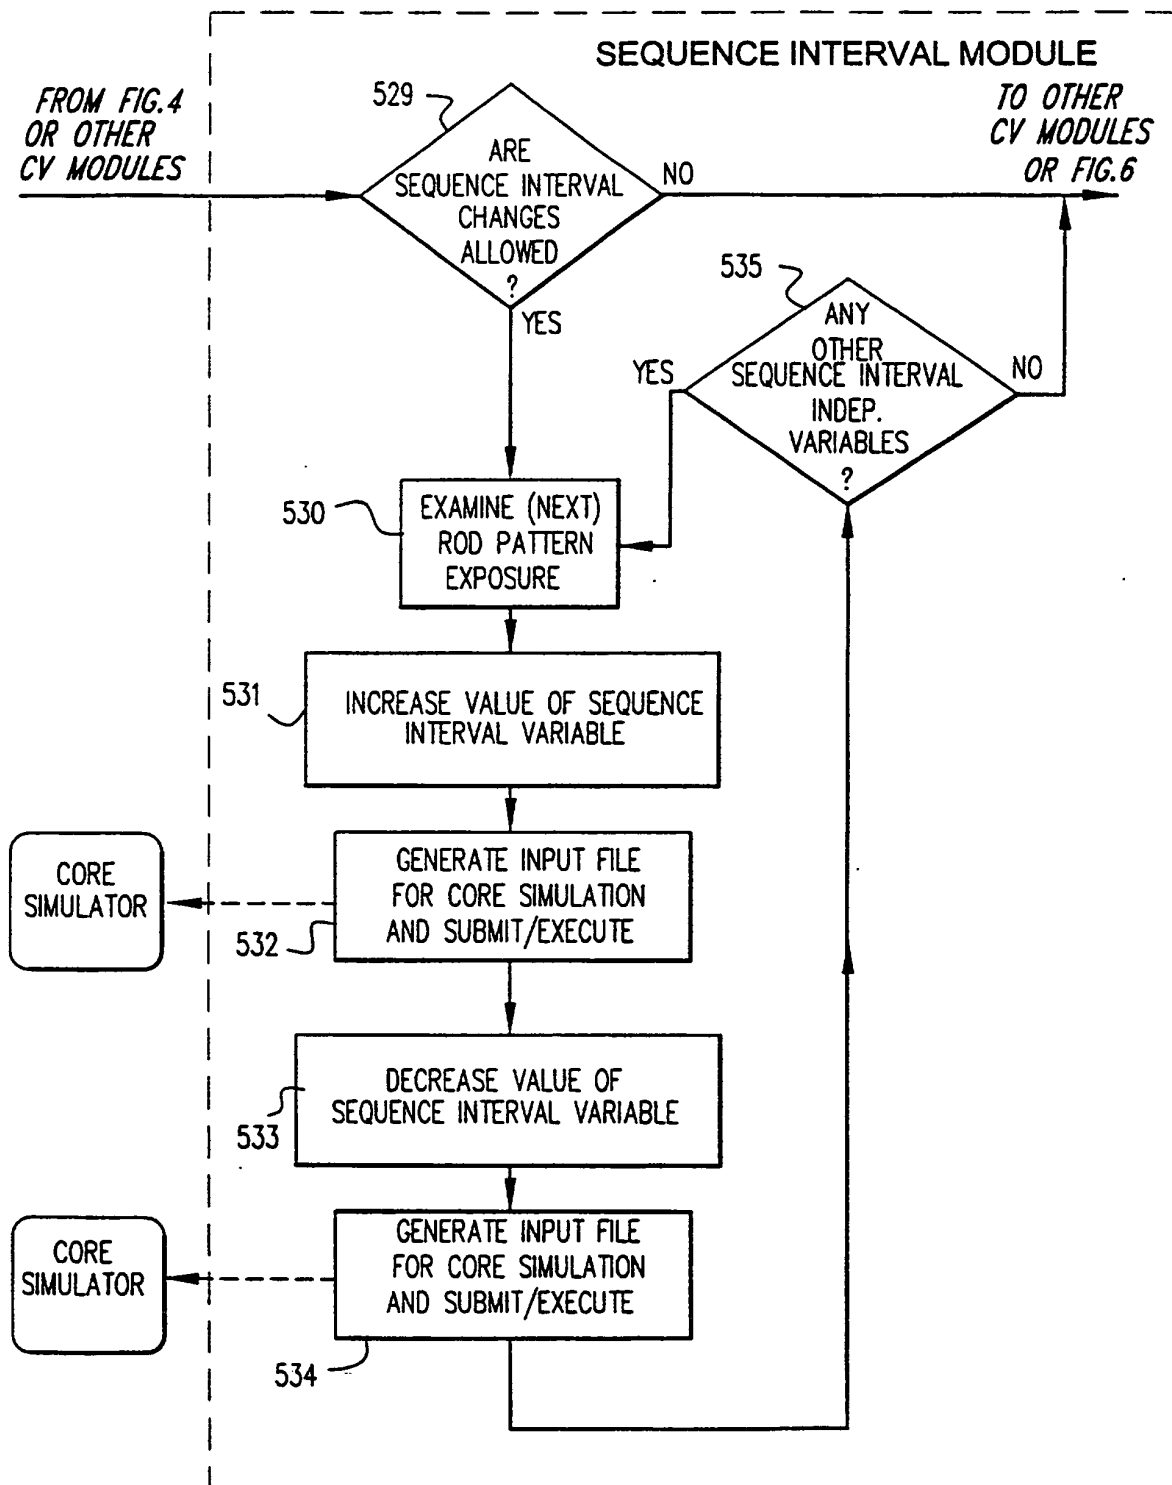 SEQUENCE INTERVAL MODULE
FROM FIG.4
OR OTHER
CV MODULES
529
ARE
SEQUENCE INTERVAL
CHANGES
ALLOWED
?
NO
YES
TO OTHER
CV MODULES
OR FIG.6
535
ANY
OTHER
SEQUENCE INTERVAL
INDEP.
VARIABLES
?
YES
NO
530
EXAMINE (NEXT)
ROD PATTERN
EXPOSURE
531
INCREASE VALUE OF SEQUENCE
INTERVAL VARIABLE
CORE
SIMULATOR
GENERATE INPUT FILE
FOR CORE SIMULATION
AND SUBMIT/EXECUTE
532
DECREASE VALUE OF
SEQUENCE INTERVAL VARIABLE
533
CORE
SIMULATOR
GENERATE INPUT FILE
FOR CORE SIMULATION
AND SUBMIT/EXECUTE
534